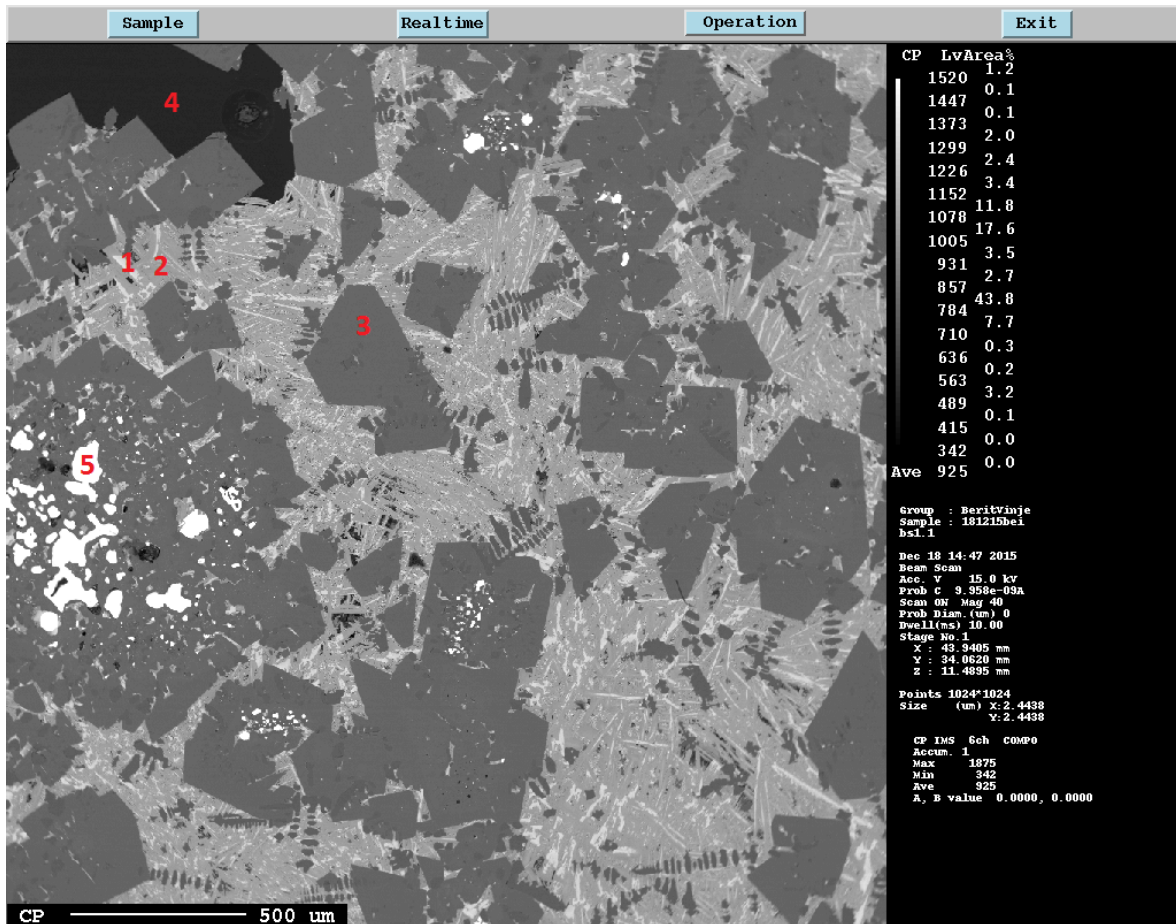 Sample Realtime Operation Exit
CP LvArea%
1.2
1520
0.1
1447
0.1
1373
2.0
1299
2.4
1226
3.4
1152
11.8
1078
17.6
1005
3.5
931
2.7
857
43.8
784
7.7
710
0.3
636
0.2
563
3.2
489
0.1
415
0.0
342
0.0
Ave 925
Group : BeritVinje
Sample : 181215bei
bs1.1
Dec 18 14:47 2015
Beam Scan
Acc. V 15.0 kV
Prob C 9.958e-09A
Scan ON Mag 40
Prob Diam.(um) 0
Dwell(ms) 10.00
Stage No.1
X : 43.9405 mm
Y : 34.0620 mm
Z : 11.4895 mm
Points 1024*1024
Size (um) X:2.4438
Y:2.4438
CP IMS 6ch COMPO
Accum. 1
Max 1875
Min 342
Ave 925
A, B value 0.0000, 0.0000
4
1 2
3
5
CP 500 um